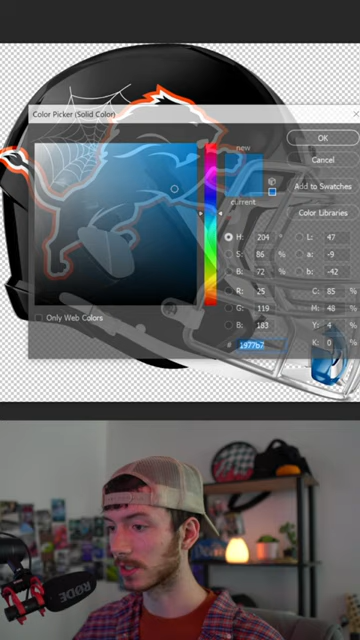 Color Picker (Solid Color)
new
OK
Cancel
Add to Swatches
current
Color Libraries
H: 204 °
L: 47
S: 86 %
a: -9
B: 72 %
b: -42
R: 25
C: 85 %
G: 119
M: 48 %
B: 183
Y: 4 %
Only Web Colors
# 1977b7
K: 0 %
RØDE